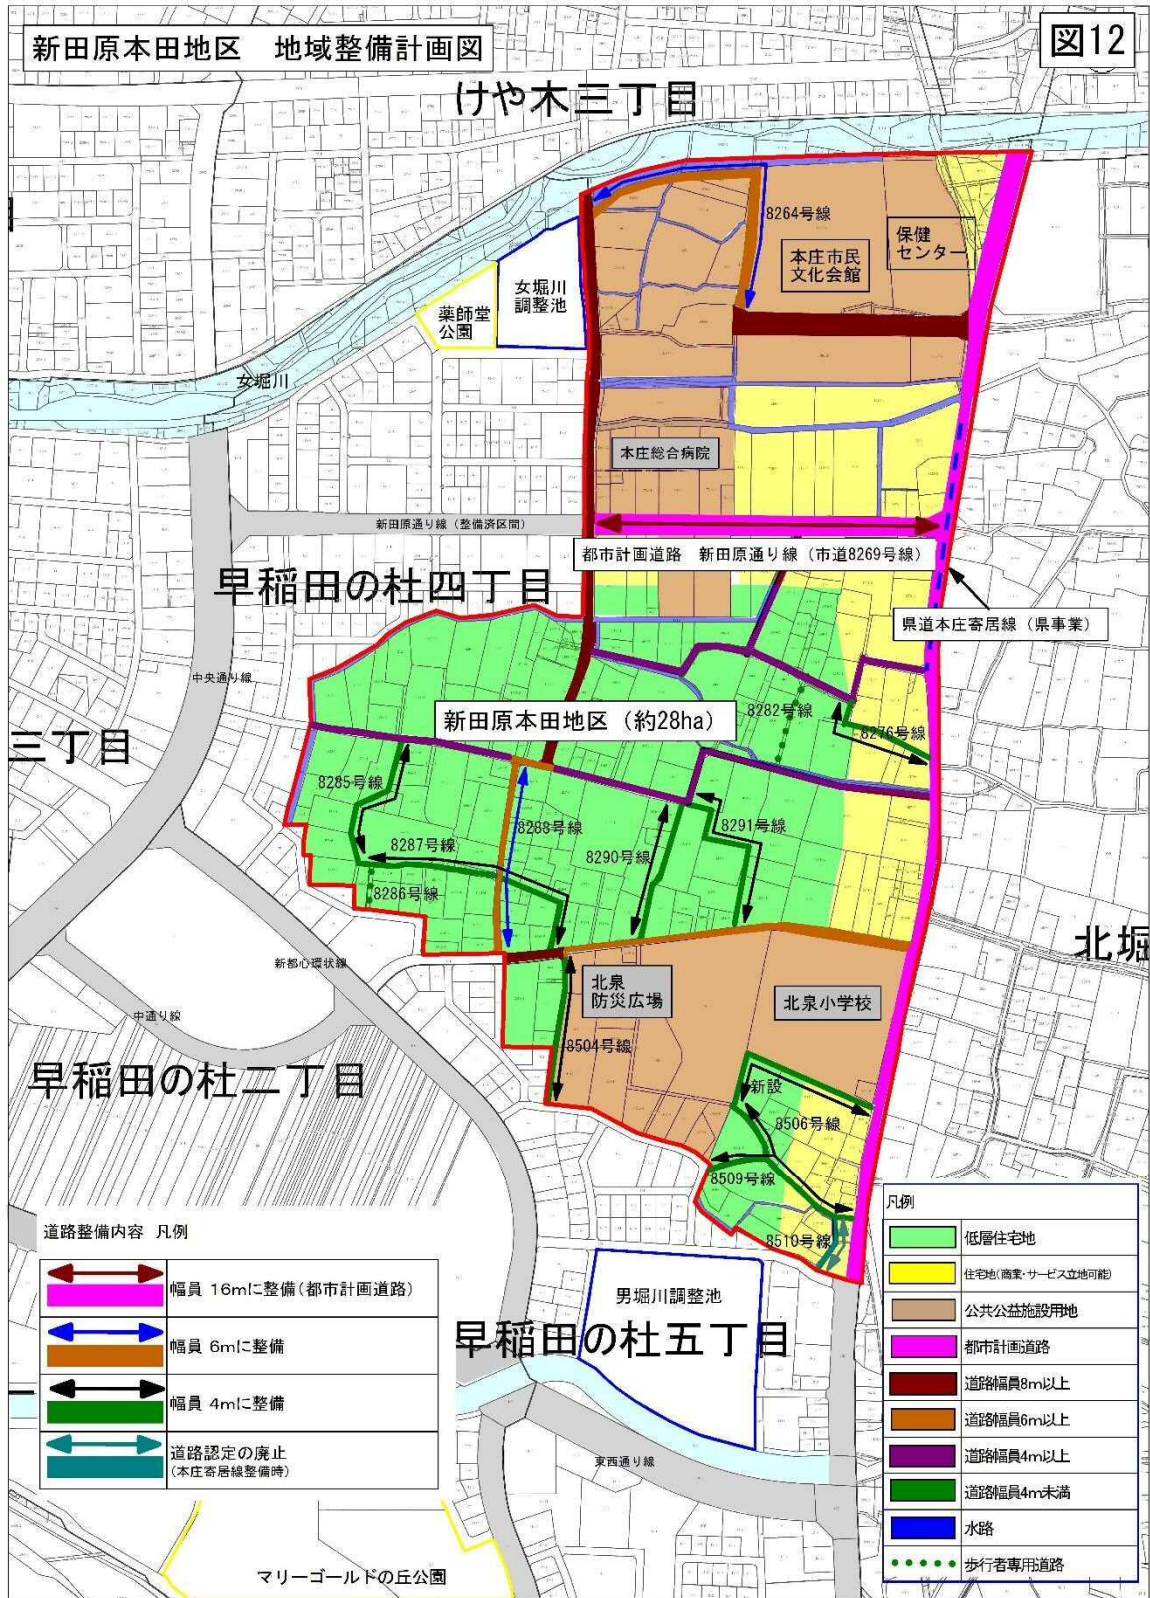 新田原本田地区　地域整備計画図
図12
けや木三丁目
8264号線
保健
センター
本庄市民
文化会館
女堀川
調整池
薬師堂
公園
女堀川
本庄総合病院
新田原通り線（整備済区間）
都市計画道路　新田原通り線（市道8269号線）
早稲田の杜四丁目
県道本庄寄居線（県事業）
中央通り線
新田原本田地区（約28ha）
8282号線
8276号線
三丁目
8285号線
8288号線
8291号線
8287号線
8290号線
8286号線
北堀
新都心環状線
北泉
防災広場
北泉小学校
中通り線
8504号線
早稲田の杜二丁目
新設
8506号線
8509号線
8510号線
道路整備内容　凡例
幅員 16mに整備(都市計画道路)
幅員 6mに整備
幅員 4mに整備
道路認定の廃止
(本庄寄居線整備時)
凡例
低層住宅地
住宅地(商業・サービス立地可能)
公共公益施設用地
都市計画道路
道路幅員8m以上
道路幅員6m以上
道路幅員4m以上
道路幅員4m未満
水路
歩行者専用道路
男堀川調整池
早稲田の杜五丁目
東西通り線
マリーゴールドの丘公園